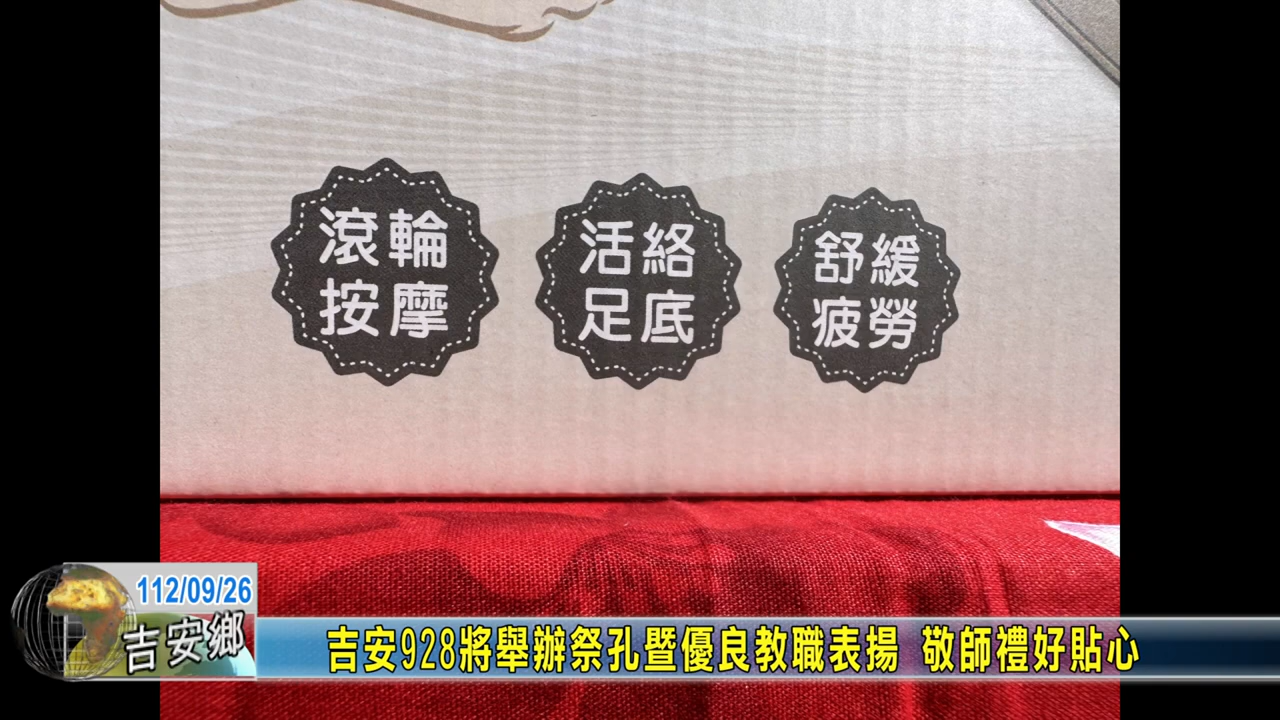 滾輪
按摩
活絡
足底
舒緩
疲勞
112/09/26
吉安鄉
吉安928將舉辦祭孔暨優良教職表揚 敬師禮好貼心